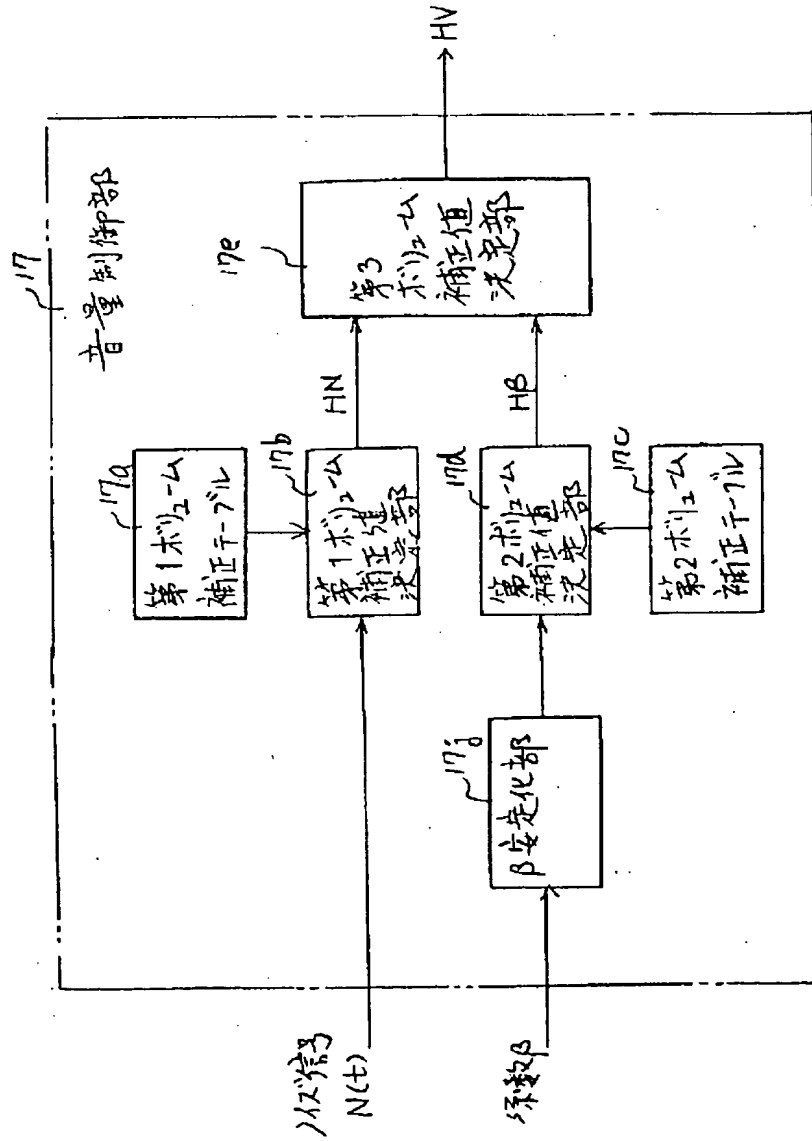 17
音量制御部
17a
第1ボリューム
補正テーブル
17b
第1ボリューム
補正値
決定部
HN
17e
第3
ボリューム
補正値
決定部
HV
ノイズ信号
N(t)
係数β
17j
β安定化部
17d
第2ボリューム
補正値
決定部
HB
17c
第2ボリューム
補正テーブル